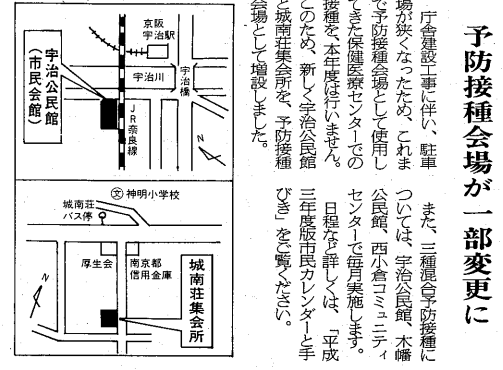 予防接種会場が一部変更に
庁舎建設工事に伴い、駐車
場が狭くなったため、これま
で予防接種会場として使用し
てきた保健医療センターでの
接種を、本年度は行いません。
このため、新しく宇治公民館
と城南荘集会所を、予防接種
会場として増設しました。
また、三種混合予防接種に
ついては、宇治公民館、木幡
公民館、西小倉コミュニティ
センターで毎月実施します。
日程など詳しくは、「平成
三年度版市民カレンダーと手
びき」をご覧ください。
京阪
宇治駅
宇治川
宇治橋
宇治公民館
(市民会館)
JR奈良線
N
文 神明小学校
城南荘
バス停
厚生会
南京都
信用金庫
城南荘集会所
N